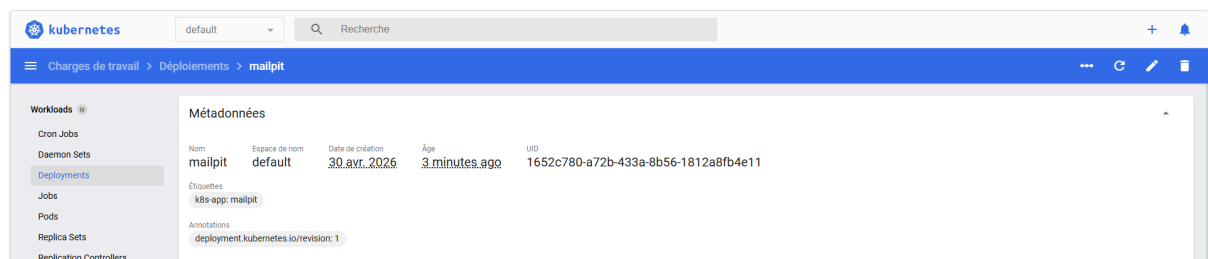 kubernetes default Recherche
Charges de travail > Déploiements > mailpit
Workloads N
Cron Jobs
Daemon Sets
Deployments
Jobs
Pods
Replica Sets
Replication Controllers
Métadonnées
Nom Espace de nom Date de création Âge UID
mailpit default 30 avr. 2026 3 minutes ago 1652c780-a72b-433a-8b56-1812a8fb4e11
Étiquettes
k8s-app: mailpit
Annotations
deployment.kubernetes.io/revision: 1